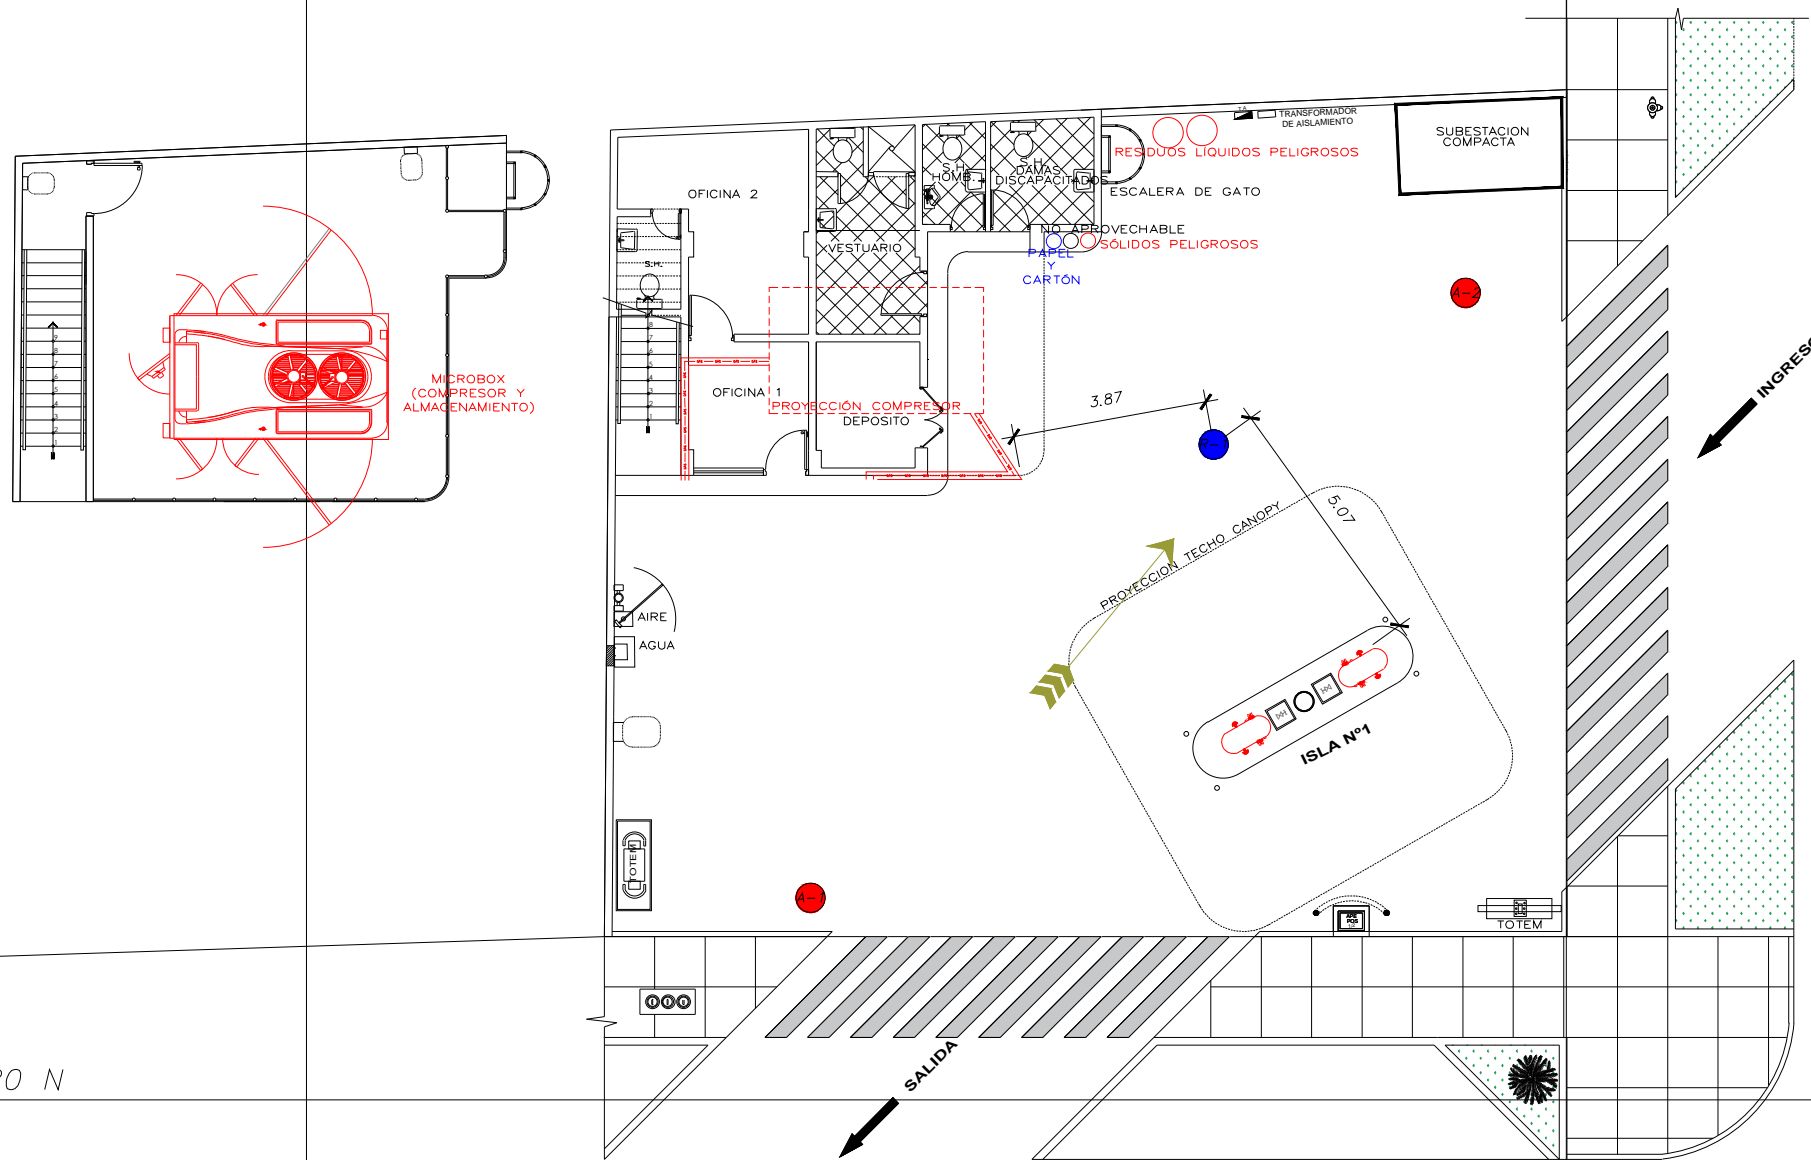 TRANSFORMADOR
DE AISLAMIENTO
SUBESTACION
COMPACTA
RESIDUOS LÍQUIDOS PELIGROSOS
S.H.
HOMB.
S.H.
DAMAS
DISCAPACITADOS
ESCALERA DE GATO
OFICINA 2
NO APROVECHABLE
SÓLIDOS PELIGROSOS
VESTUARIO
PAPEL
Y
CARTÓN
S.H.
A-2
INGRESO
MICROBOX
(COMPRESOR Y
ALMACENAMIENTO)
OFICINA 1
PROYECCIÓN COMPRESOR
DEPOSITO
3.87
5.07
PROYECCION TECHO CANOPY
AIRE
AGUA
ISLA Nº1
TOTEM
A-1
TOTEM
SALIDA
N